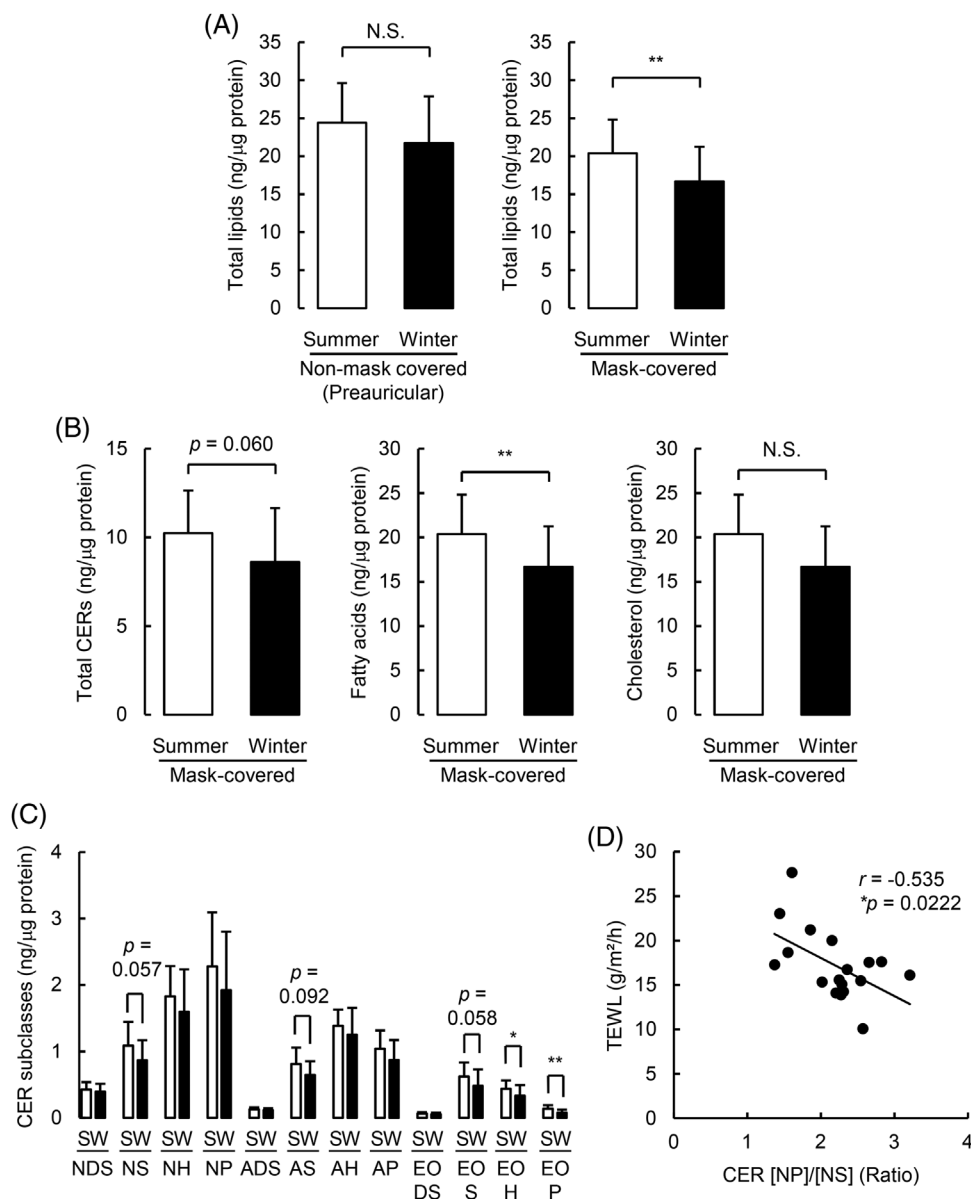 (A)
35
30
25
20
15
10
5
0
Total lipids (ng/µg protein)
N.S.
Summer Winter
Non-mask covered
(Preauricular)
35
30
25
20
15
10
5
0
Total lipids (ng/µg protein)
**
Summer Winter
Mask-covered
(B)
15
10
5
0
Total CERs (ng/µg protein)
p = 0.060
Summer Winter
Mask-covered
30
25
20
15
10
5
0
Fatty acids (ng/µg protein)
**
Summer Winter
Mask-covered
30
25
20
15
10
5
0
Cholesterol (ng/µg protein)
N.S.
Summer Winter
Mask-covered
(C)
4
3
2
1
0
CER subclasses (ng/µg protein)
p =
0.057
p =
0.092
p =
0.058
*
**
SW SW SW SW SW SW SW SW SW SW SW SW
NDS NS NH NP ADS AS AH AP EO EO EO EO
DS S H P
(D)
30
25
20
15
10
5
0
TEWL (g/m²/h)
r = -0.535
*p = 0.0222
0 1 2 3 4
CER [NP]/[NS] (Ratio)